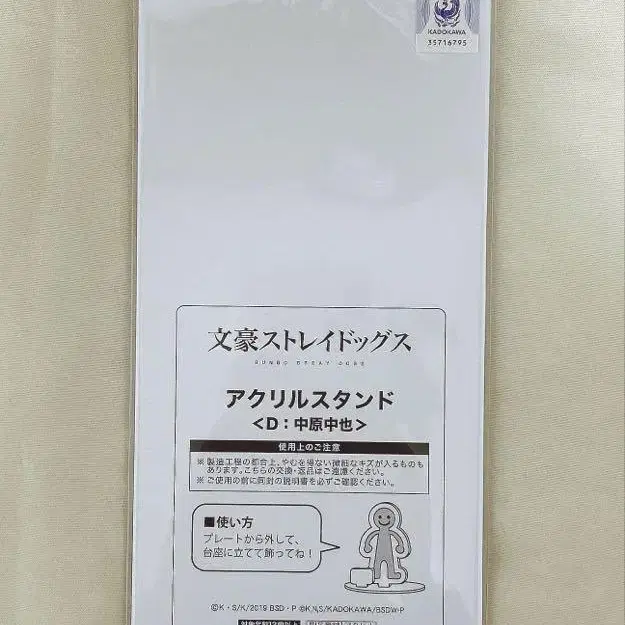 KADOKAWA
35716795
文豪ストレイドッグス
BUNGO STRAY DOGS
アクリルスタンド
<D:中原中也>
使用上のご注意
※製造工程の都合上、やむを得ない微細なキズが入るものも
あります。こちらの交換・返品はご遠慮ください。
※ご使用の前に同封の説明書を必ずご確認ください。
■使い方
プレートから外して、
台座に立てて飾ってね!
©K・S/K/2019 BSD・P ©K,N,S/KADOKAWA/BSDW・P